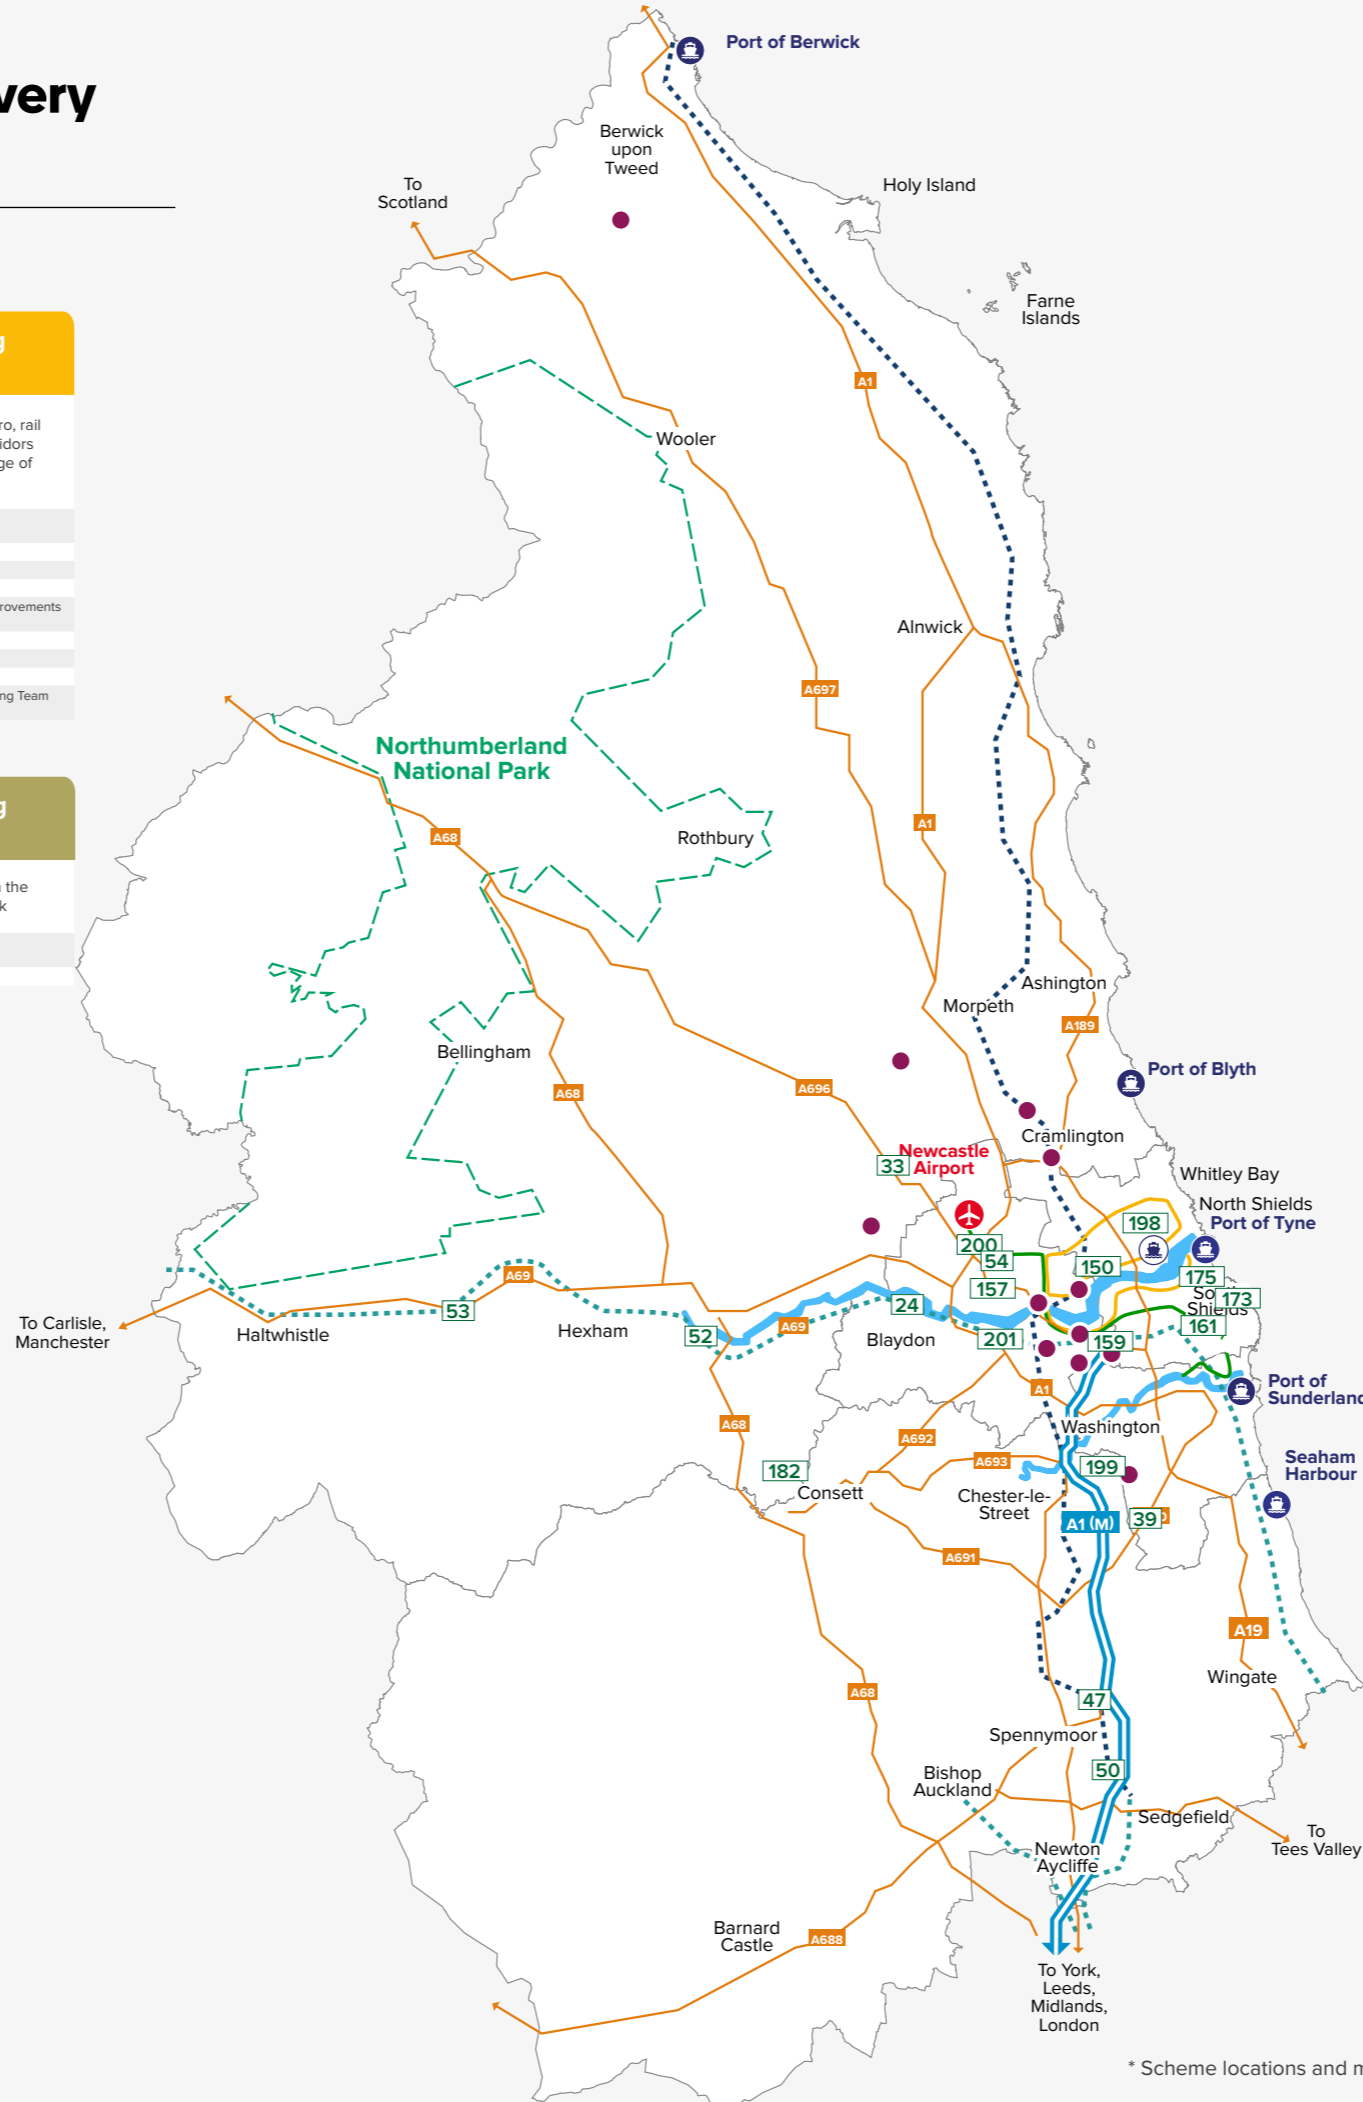 very
Port of Berwick
Berwick
upon
Tweed
To
Scotland
Holy Island
Farne
Islands
g
ro, rail
idors
ge of
A1
Wooler
rovements
Alnwick
ng Team
A697
Northumberland
National Park
g
A1
A68
Rothbury
n the
k
Ashington
Morpeth
A189
Bellingham
Port of Blyth
A68
A696
Cramlington
Newcastle
Airport
33
Whitley Bay
North Shields
Port of Tyne
198
200
54
150
A69
157
175
South
Shields
173
53
24
161
To Carlisle,
Manchester
Haltwhistle
Hexham
52
A69
Blaydon
201
159
A1
Port of
Sunderland
A68
A692
Washington
A693
Seaham
Harbour
182
199
Consett
Chester-le-
Street
A1 (M)
39
A691
A19
Wingate
A68
47
Spennymoor
Bishop
Auckland
50
Sedgefield
To
Tees Valley
Newton
Aycliffe
Barnard
Castle
A688
To York,
Leeds,
Midlands,
London
* Scheme locations and m